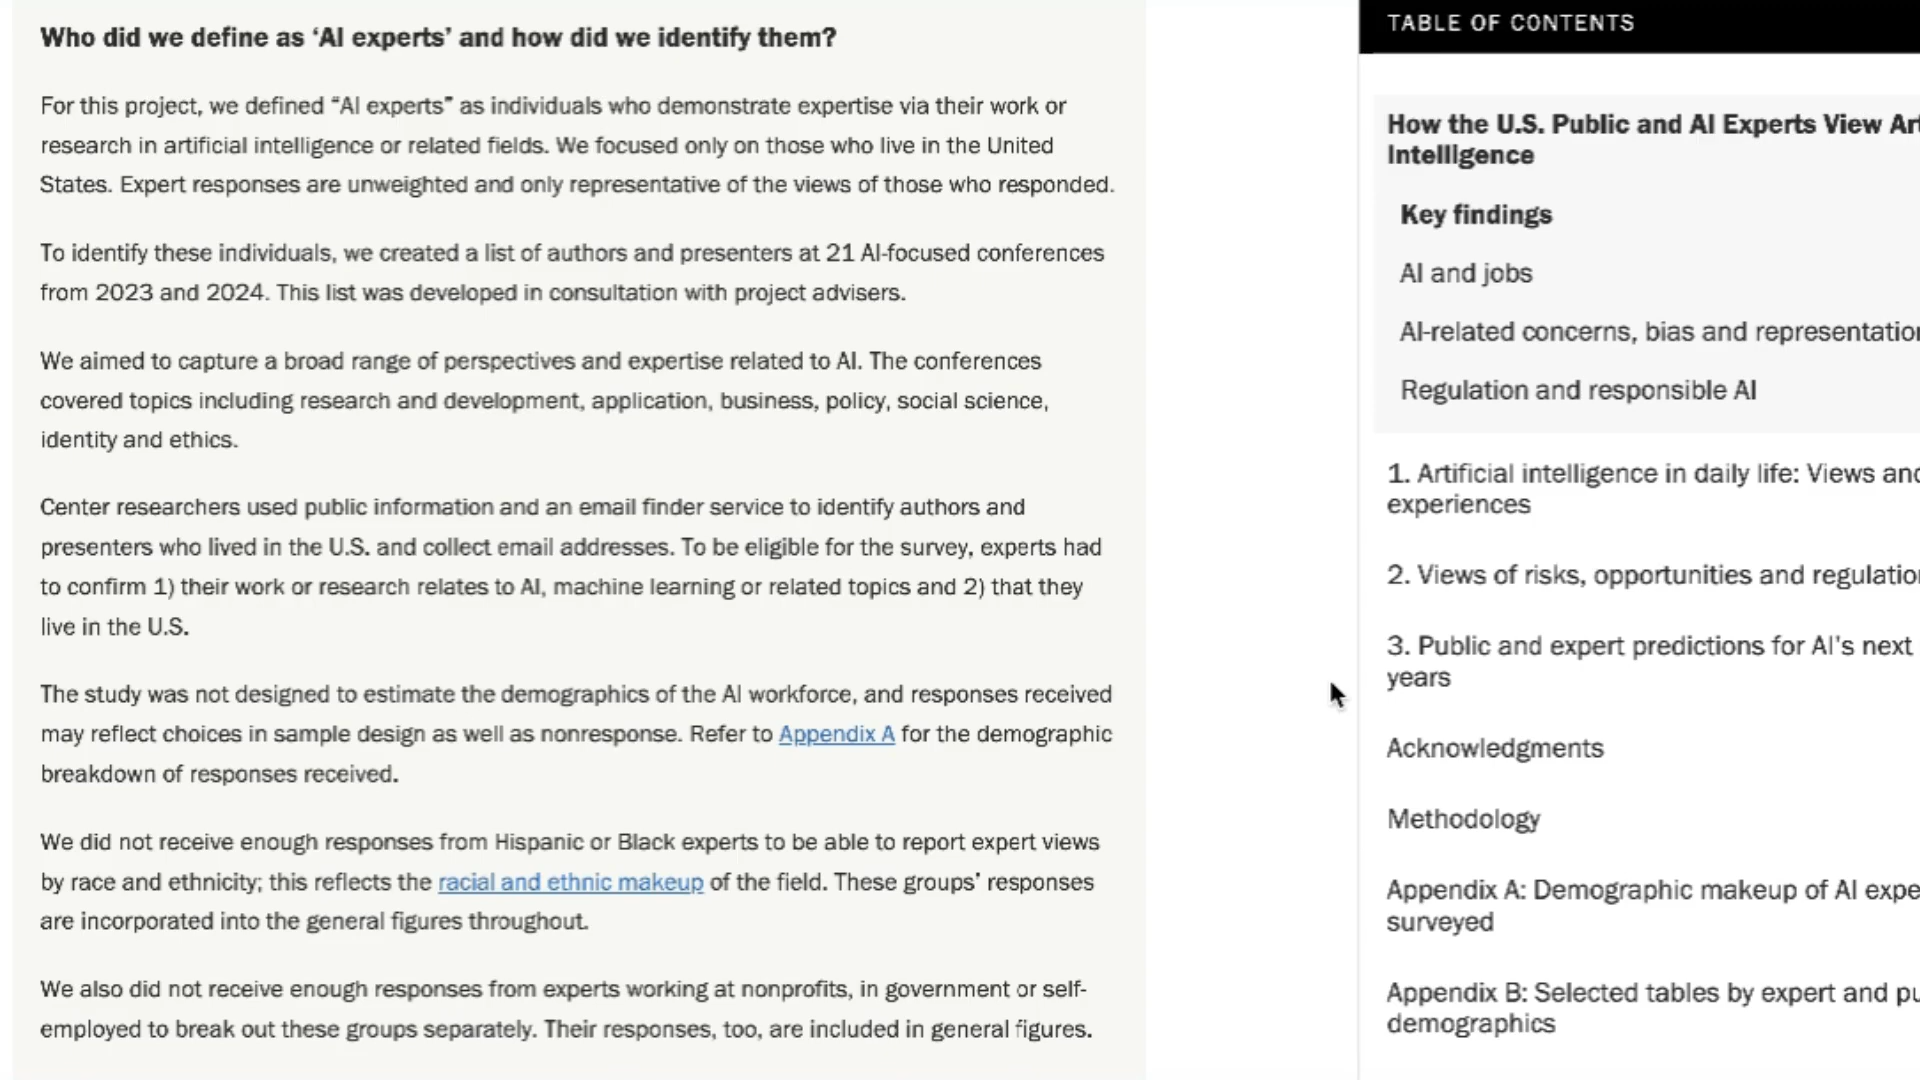 Who did we define as ‘AI experts’ and how did we identify them?
For this project, we defined “AI experts” as individuals who demonstrate expertise via their work or
research in artificial intelligence or related fields. We focused only on those who live in the United
States. Expert responses are unweighted and only representative of the views of those who responded.
To identify these individuals, we created a list of authors and presenters at 21 AI-focused conferences
from 2023 and 2024. This list was developed in consultation with project advisers.
We aimed to capture a broad range of perspectives and expertise related to AI. The conferences
covered topics including research and development, application, business, policy, social science,
identity and ethics.
Center researchers used public information and an email finder service to identify authors and
presenters who lived in the U.S. and collect email addresses. To be eligible for the survey, experts had
to confirm 1) their work or research relates to AI, machine learning or related topics and 2) that they
live in the U.S.
The study was not designed to estimate the demographics of the AI workforce, and responses received
may reflect choices in sample design as well as nonresponse. Refer to Appendix A for the demographic
breakdown of responses received.
We did not receive enough responses from Hispanic or Black experts to be able to report expert views
by race and ethnicity; this reflects the racial and ethnic makeup of the field. These groups’ responses
are incorporated into the general figures throughout.
We also did not receive enough responses from experts working at nonprofits, in government or self-
employed to break out these groups separately. Their responses, too, are included in general figures.
TABLE OF CONTENTS
How the U.S. Public and AI Experts View Art
Intelligence
Key findings
AI and jobs
AI-related concerns, bias and representation
Regulation and responsible AI
1. Artificial intelligence in daily life: Views and
experiences
2. Views of risks, opportunities and regulation
3. Public and expert predictions for AI’s next
years
Acknowledgments
Methodology
Appendix A: Demographic makeup of AI expe
surveyed
Appendix B: Selected tables by expert and pu
demographics